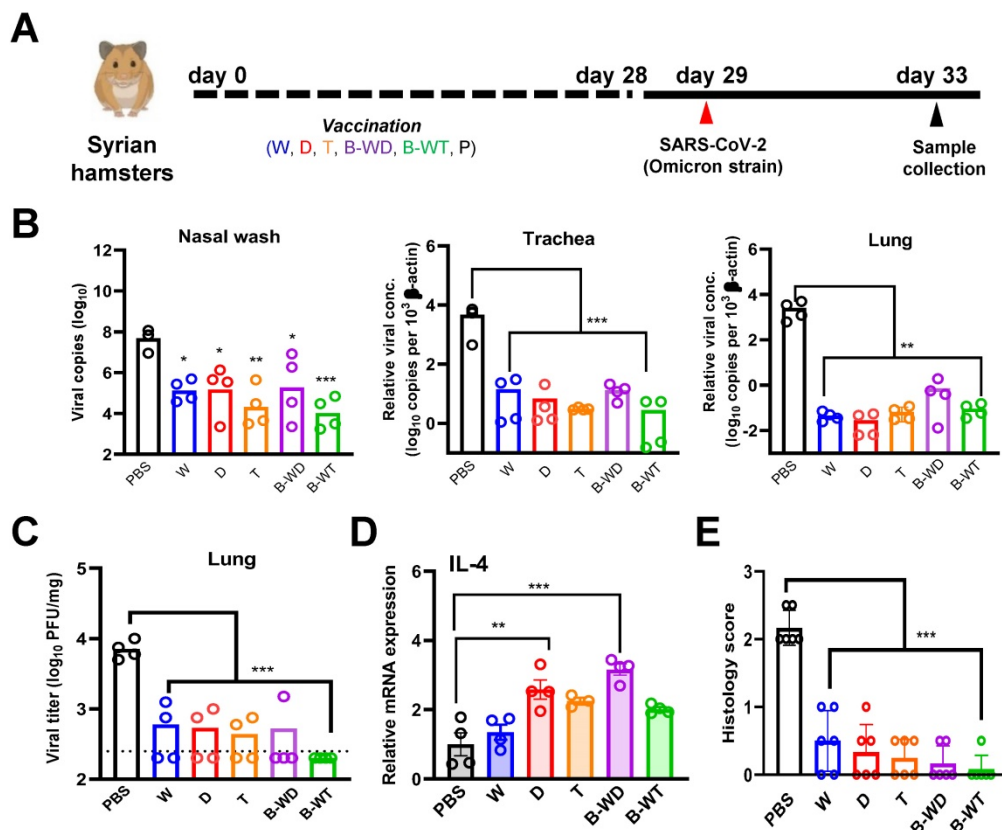 A
day 0
day 28
day 29
day 33
Syrian
hamsters
Vaccination
(W, D, T, B-WD, B-WT, P)
SARS-CoV-2
(Omicron strain)
Sample
collection
B
Nasal wash
Viral copies (log10)
12
10
8
6
4
2
*
*
**
*
***
PBS
W
D
T
B-WD
B-WT
Trachea
Relative viral conc.
(log10 copies per 10³ β-actin)
6
4
2
0
***
PBS
W
D
T
B-WD
B-WT
Lung
Relative viral conc.
(log10 copies per 10³ β-actin)
6
4
2
0
-2
**
PBS
W
D
T
B-WD
B-WT
C
Lung
Viral titer (log10 PFU/mg)
5
4
3
2
***
PBS
W
D
T
B-WD
B-WT
D
IL-4
Relative mRNA expression
6
4
2
0
***
**
PBS
W
D
T
B-WD
B-WT
E
Histology score
3
2
1
0
***
PBS
W
D
T
B-WD
B-WT